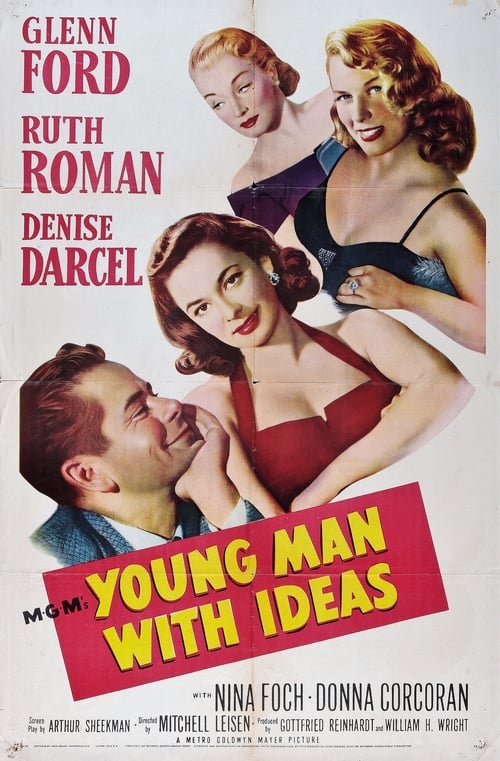 GLENN
FORD
RUTH
ROMAN
DENISE
DARCEL
M-G-M's YOUNG MAN
WITH IDEAS
WITH NINA FOCH · DONNA CORCORAN
Screen Play by ARTHUR SHEEKMAN · Directed by MITCHELL LEISEN · Produced by GOTTFRIED REINHARDT and WILLIAM H. WRIGHT
A METRO GOLDWYN MAYER PICTURE